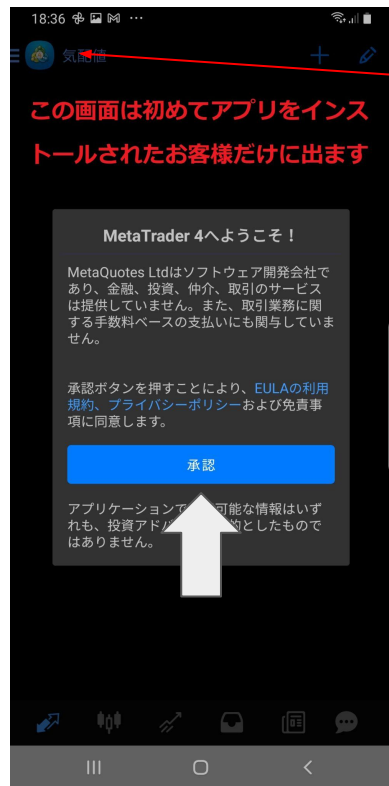 18:36
気配値
この画面は初めてアプリをインス
トールされたお客様だけに出ます
MetaTrader 4へようこそ！
MetaQuotes Ltdはソフトウェア開発会社で
あり、金融、投資、仲介、取引のサービス
は提供していません。また、取引業務に関
する手数料ベースの支払いにも関与していま
せん。
承認ボタンを押すことにより、EULAの利用
規約、プライバシーポリシーおよび免責事
項に同意します。
承認
アプリケーションで 可能な情報はいず
れも、投資アド 的としたもので
はありません。